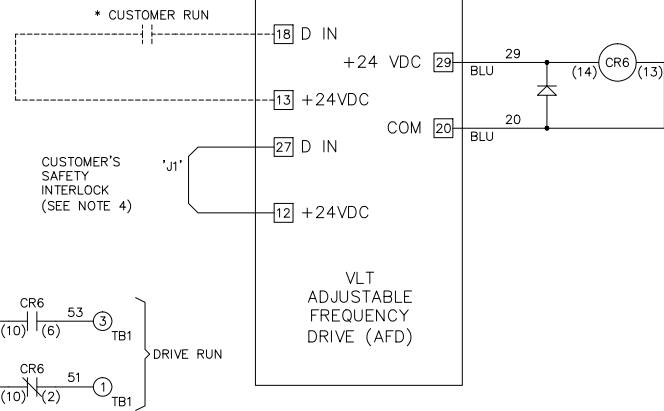 * CUSTOMER RUN
18 D IN
+24 VDC 29
29
BLU
(14) CR6 (13)
13 +24VDC
COM 20
20
BLU
27 D IN
CUSTOMER'S
SAFETY
INTERLOCK
(SEE NOTE 4)
'J1'
12 +24VDC
VLT
ADJUSTABLE
FREQUENCY
DRIVE (AFD)
CR6
(10) (6) 53 3 TB1
DRIVE RUN
CR6
(10) (2) 51 1 TB1